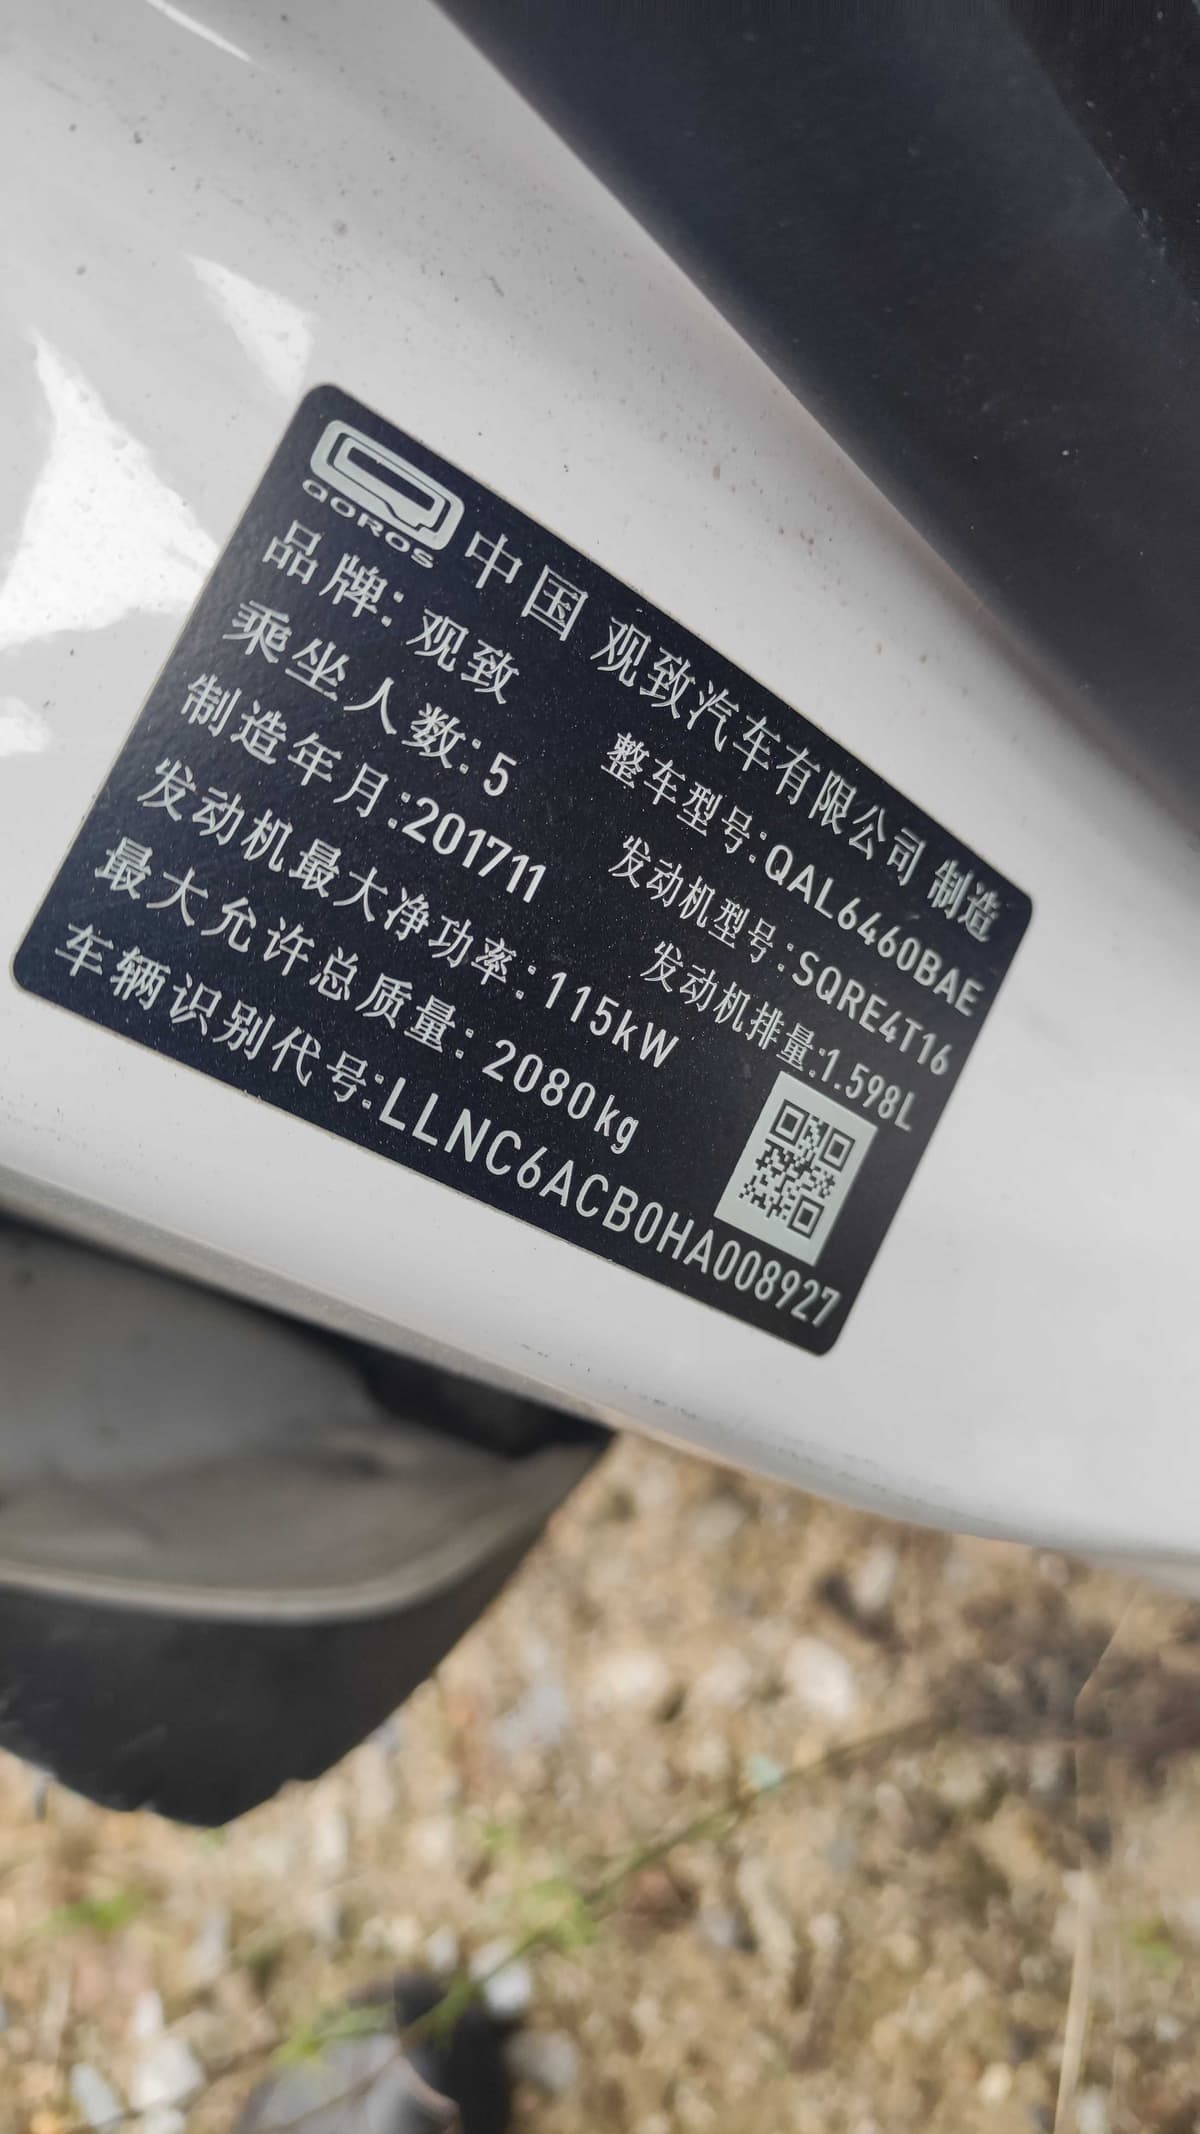 QOROS 中国 观致汽车有限公司 制造
品牌：观致 整车型号：QAL6460BAE
乘坐人数：5 发动机型号：SQRE4T16
制造年月：201711 发动机排量：1.598L
发动机最大净功率：115kW
最大允许总质量：2080kg
车辆识别代号：LLNC6ACB0HA008927